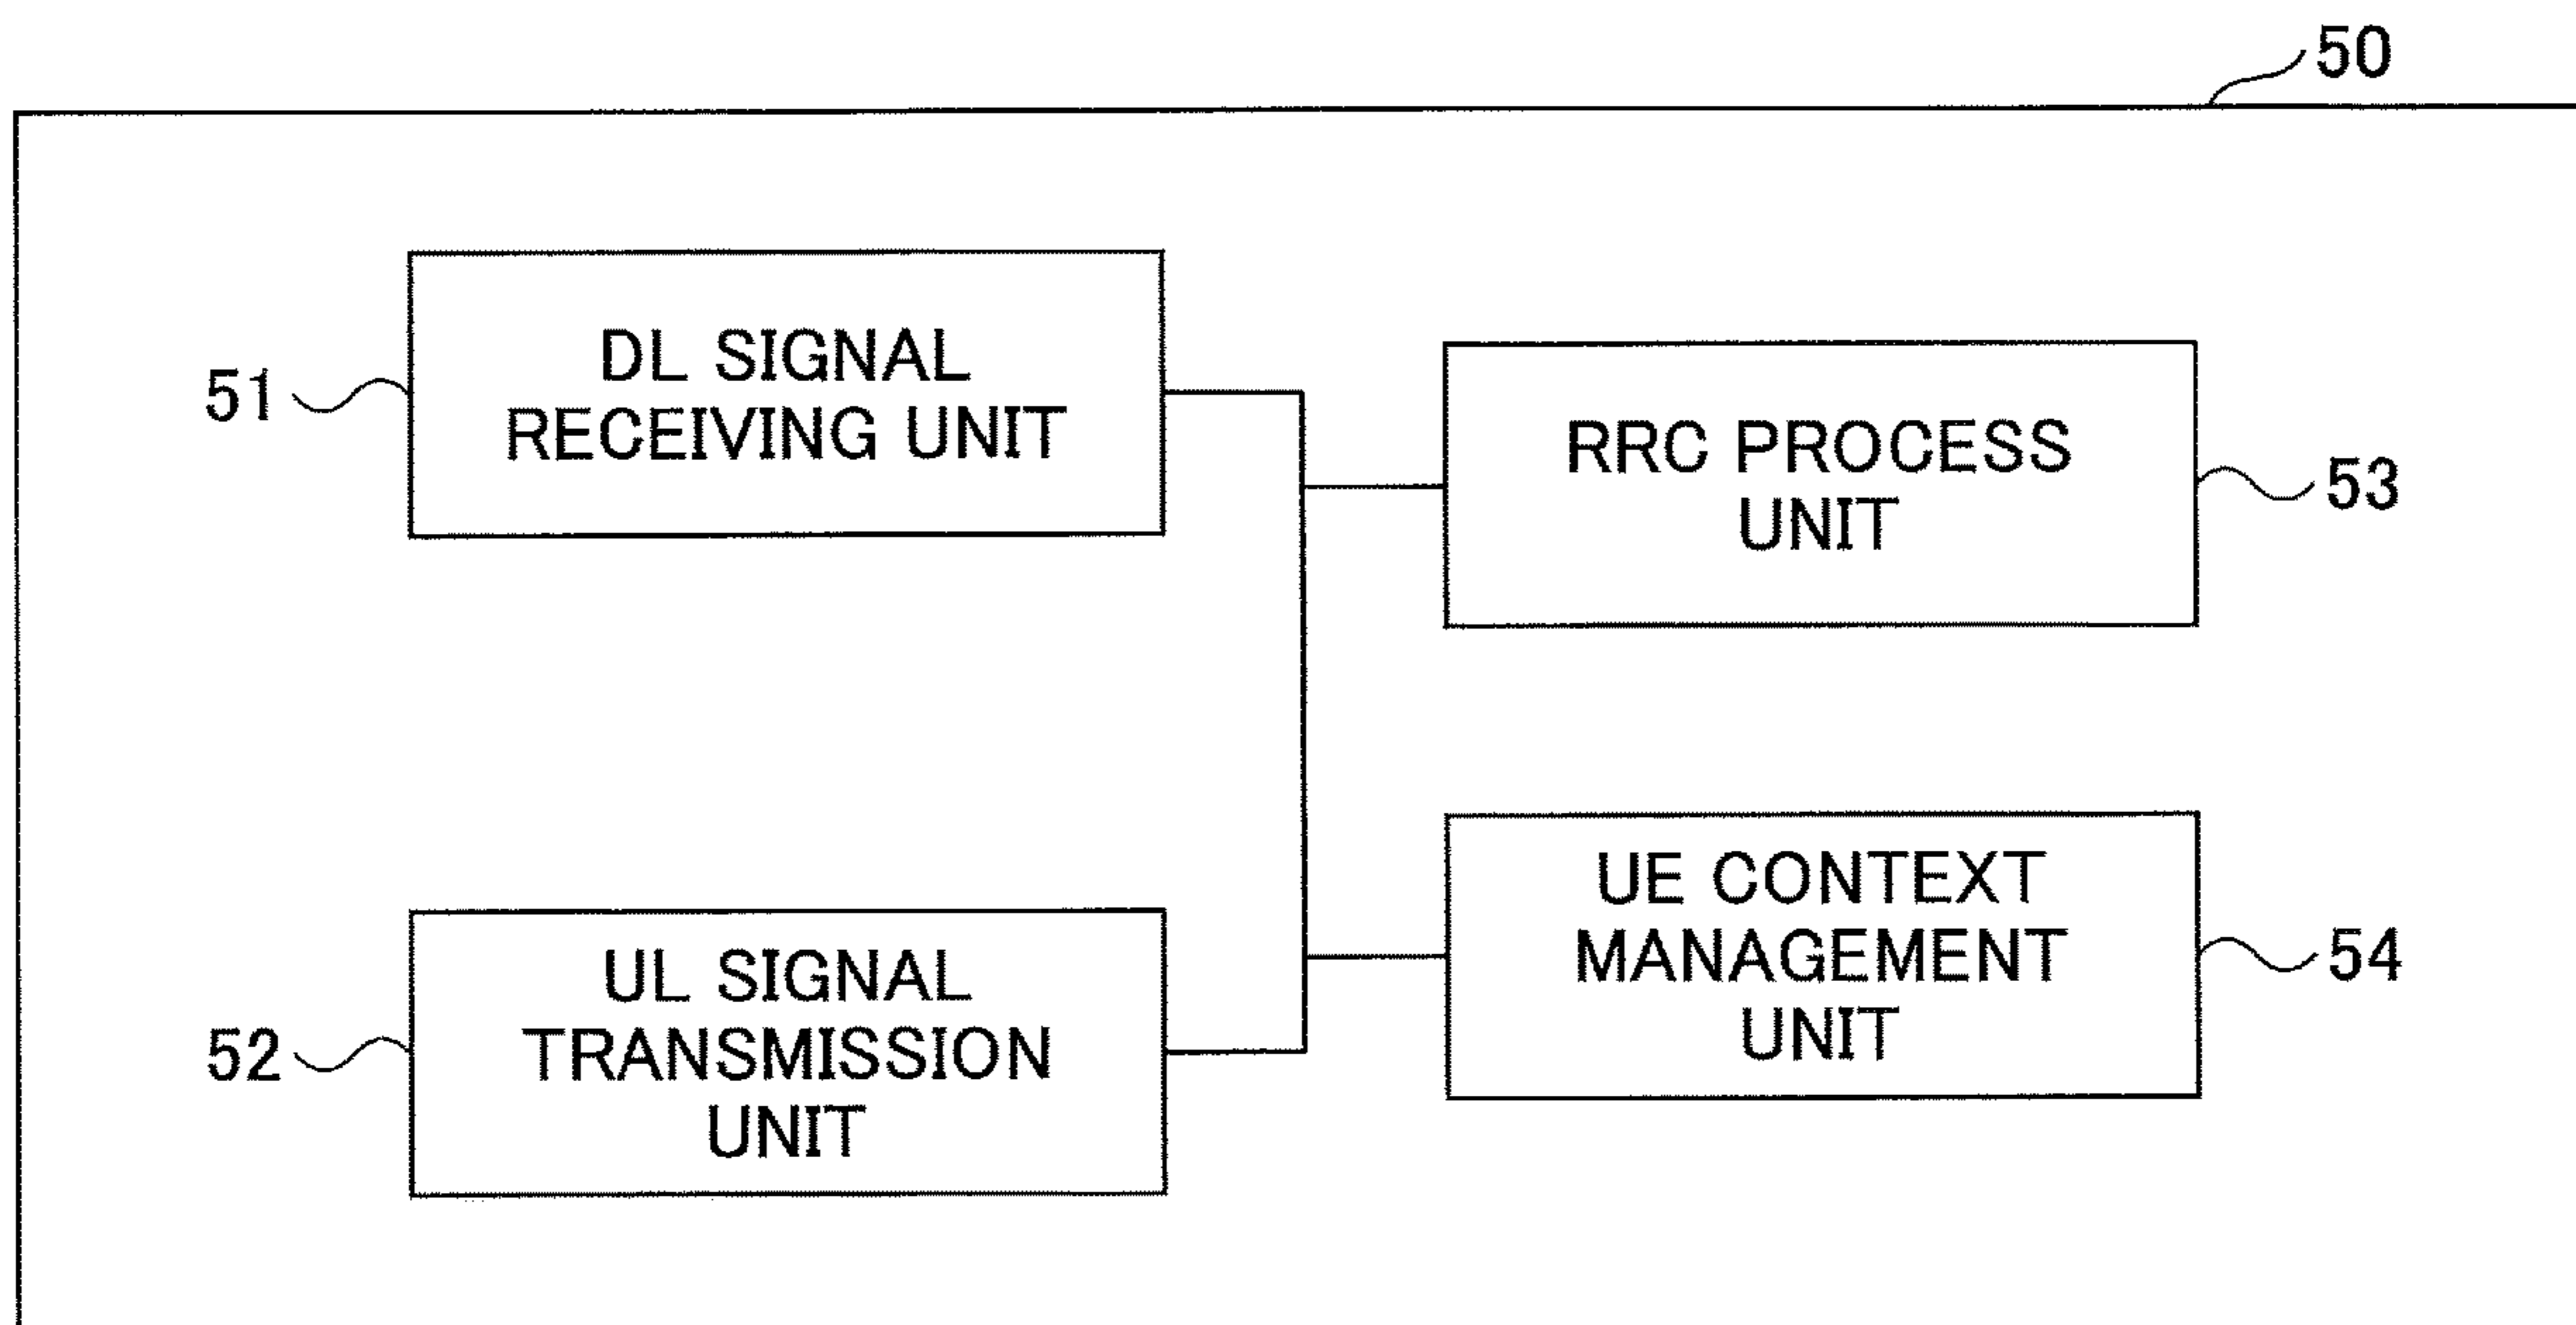 50
51
DL SIGNAL
RECEIVING UNIT
RRC PROCESS
UNIT
53
52
UL SIGNAL
TRANSMISSION
UNIT
UE CONTEXT
MANAGEMENT
UNIT
54